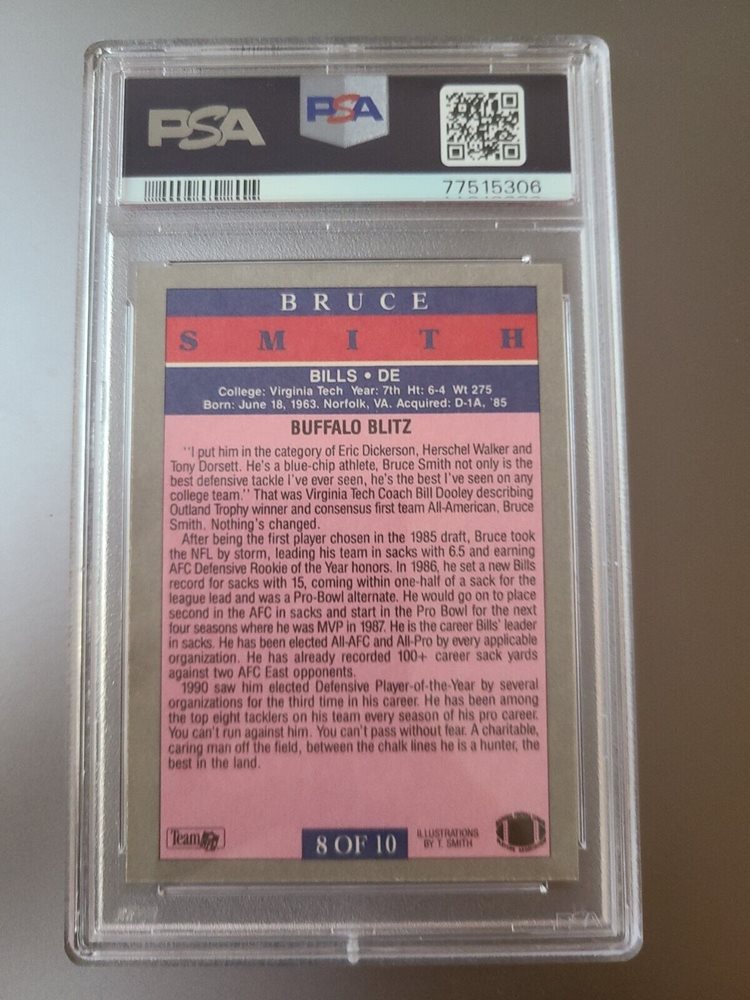 PSA
PSA
77515306
BRUCE
SMITH
BILLS • DE
College: Virginia Tech Year: 7th Ht: 6-4 Wt 275
Born: June 18, 1963. Norfolk, VA. Acquired: D-1A, '85
BUFFALO BLITZ
"I put him in the category of Eric Dickerson, Herschel Walker and
Tony Dorsett. He's a blue-chip athlete, Bruce Smith not only is the
best defensive tackle I've ever seen, he's the best I've seen on any
college team." That was Virginia Tech Coach Bill Dooley describing
Outland Trophy winner and consensus first team All-American, Bruce
Smith. Nothing's changed.
After being the first player chosen in the 1985 draft, Bruce took
the NFL by storm, leading his team in sacks with 6.5 and earning
AFC Defensive Rookie of the Year honors. In 1986, he set a new Bills
record for sacks with 15, coming within one-half of a sack for the
league lead and was a Pro-Bowl alternate. He would go on to place
second in the AFC in sacks and start in the Pro Bowl for the next
four seasons where he was MVP in 1987. He is the career Bills' leader
in sacks. He has been elected All-AFC and All-Pro by every applicable
organization. He has already recorded 100+ career sack yards
against two AFC East opponents.
1990 saw him elected Defensive Player-of-the-Year by several
organizations for the third time in his career. He has been among
the top eight tacklers on his team every season of his pro career.
You can't run against him. You can't pass without fear. A charitable,
caring man off the field, between the chalk lines he is a hunter, the
best in the land.
Team NFL
8 OF 10
ILLUSTRATIONS
BY T. SMITH
PSA